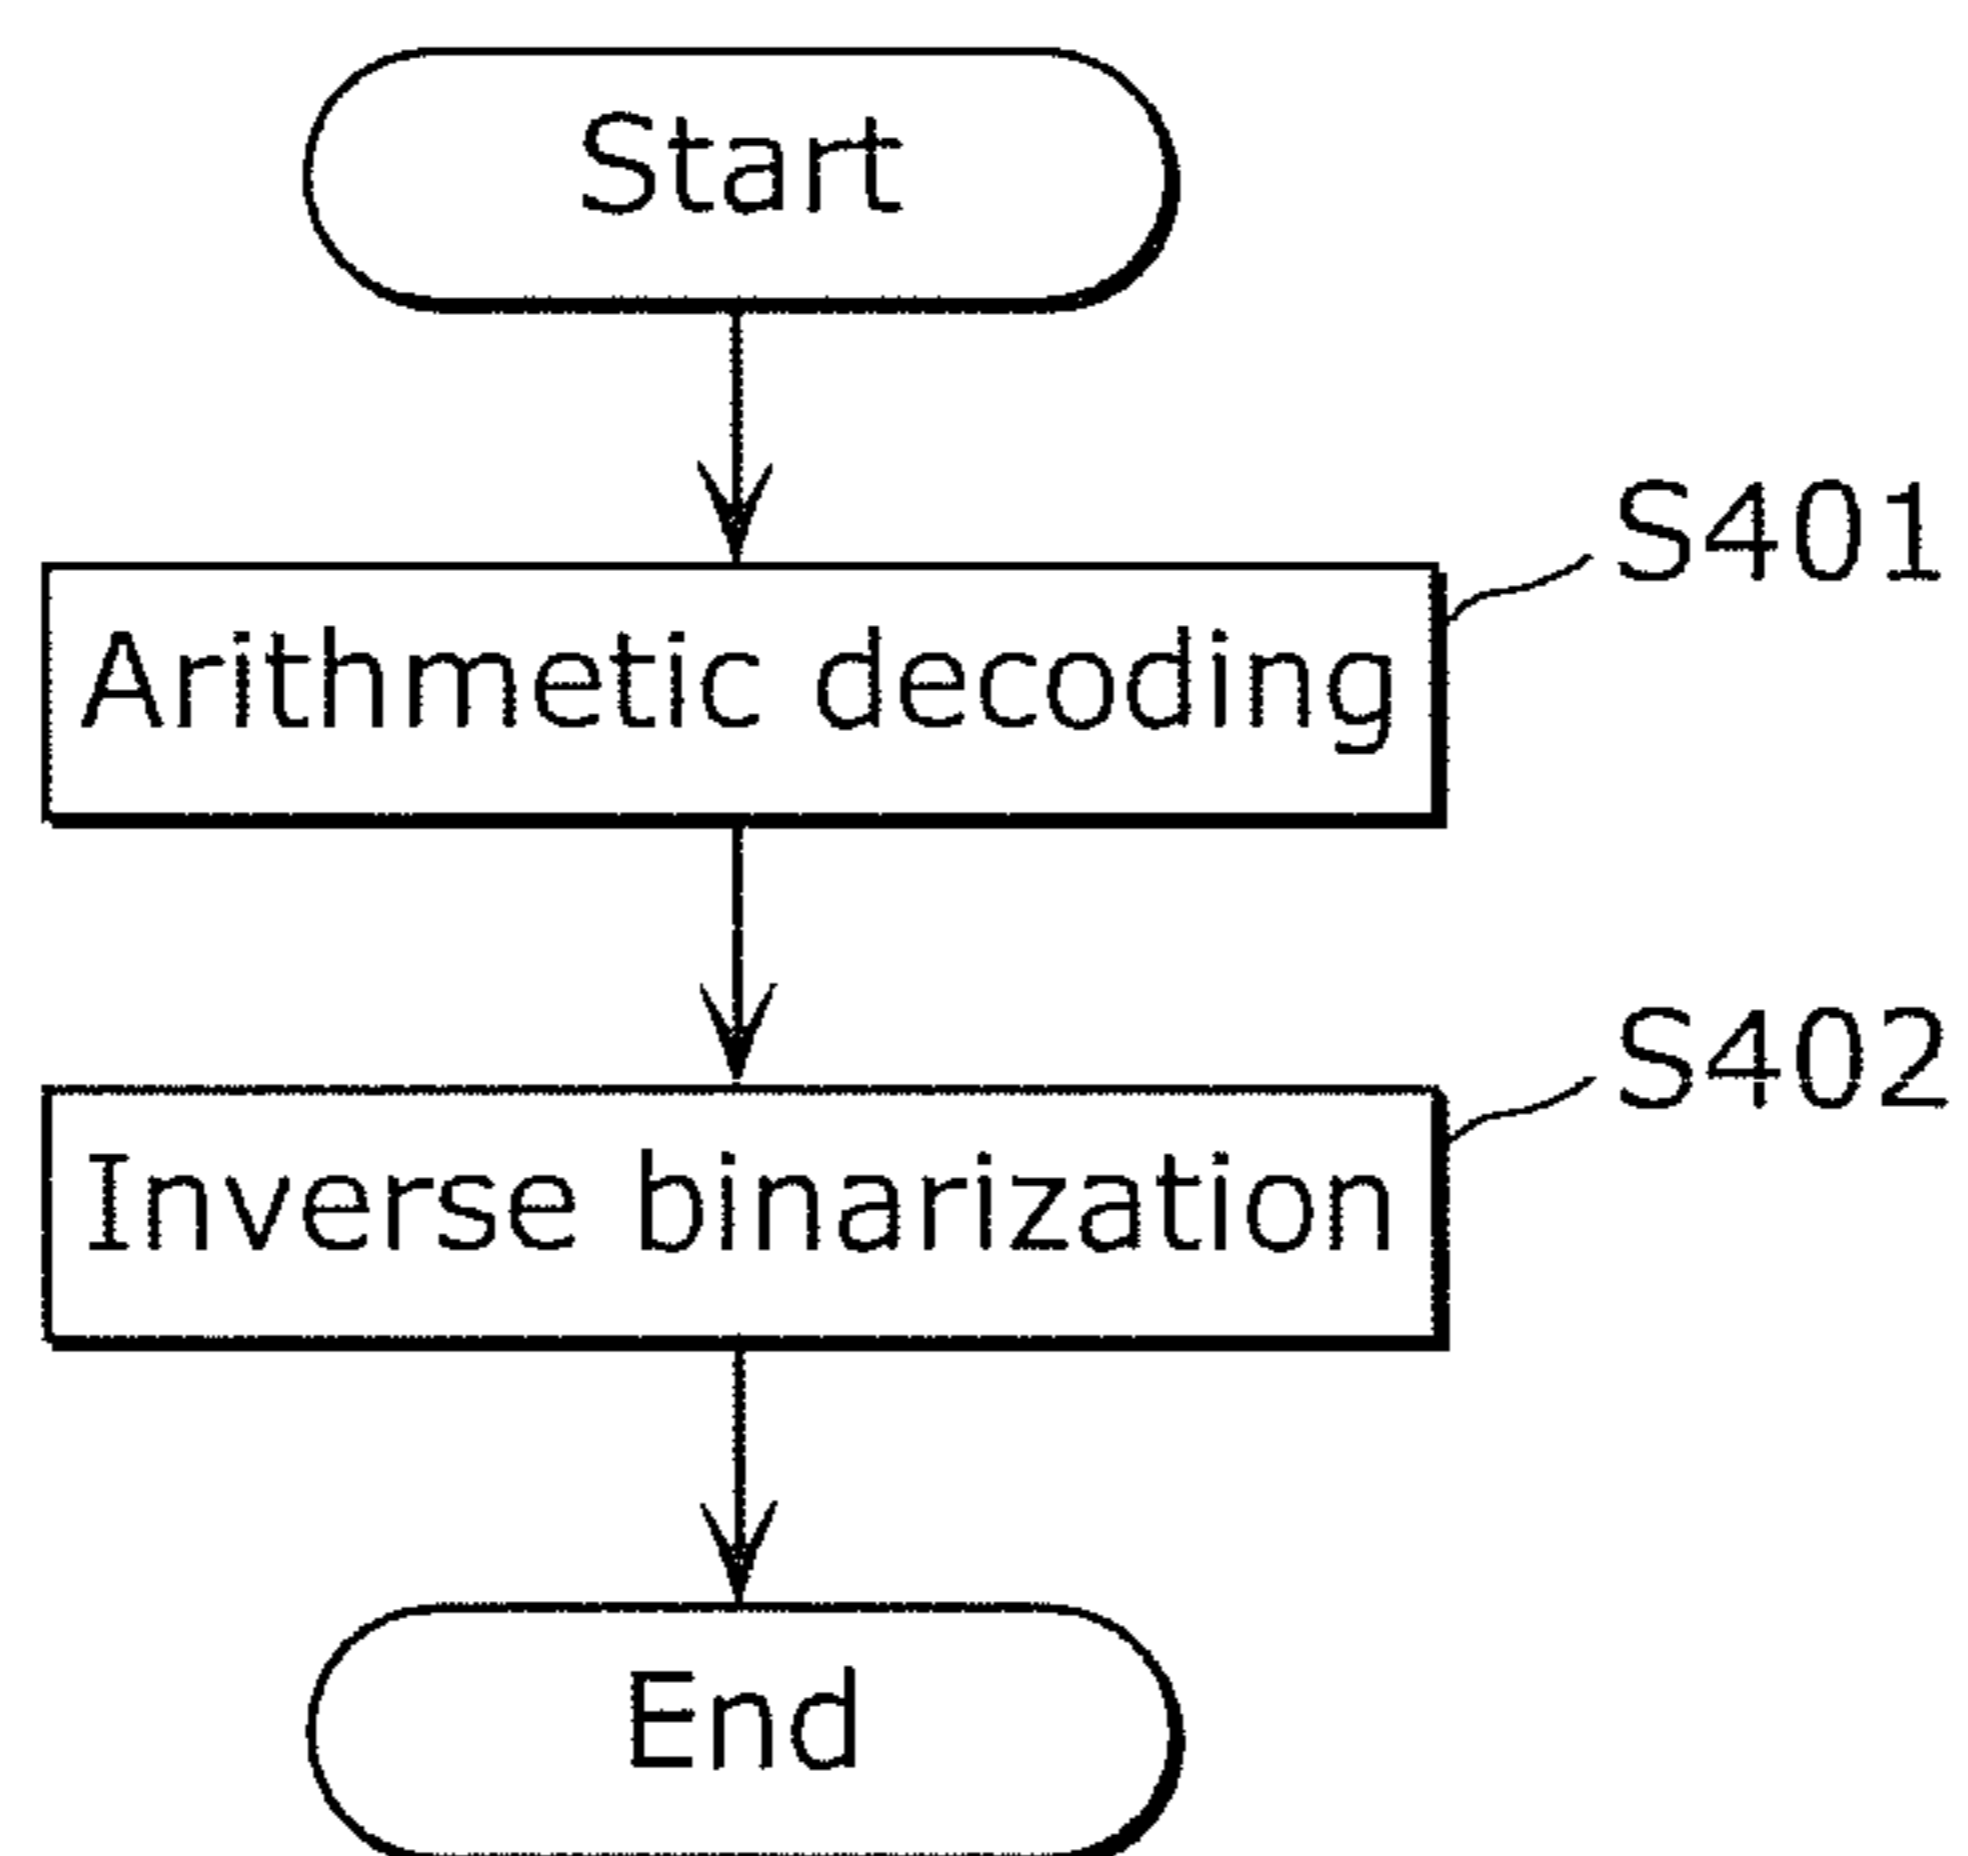 Start
S401
Arithmetic decoding
S402
Inverse binarization
End